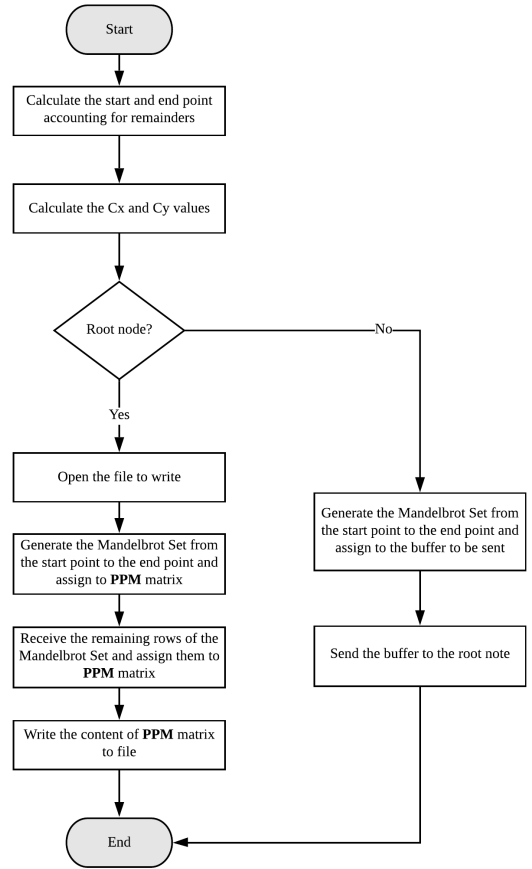 Start
Calculate the start and end point
accounting for remainders
Calculate the Cx and Cy values
Root node?
No
Yes
Open the file to write
Generate the Mandelbrot Set from
the start point to the end point and
assign to PPM matrix
Receive the remaining rows of the
Mandelbrot Set and assign them to
PPM matrix
Write the content of PPM matrix
to file
Generate the Mandelbrot Set from
the start point to the end point and
assign to the buffer to be sent
Send the buffer to the root note
End